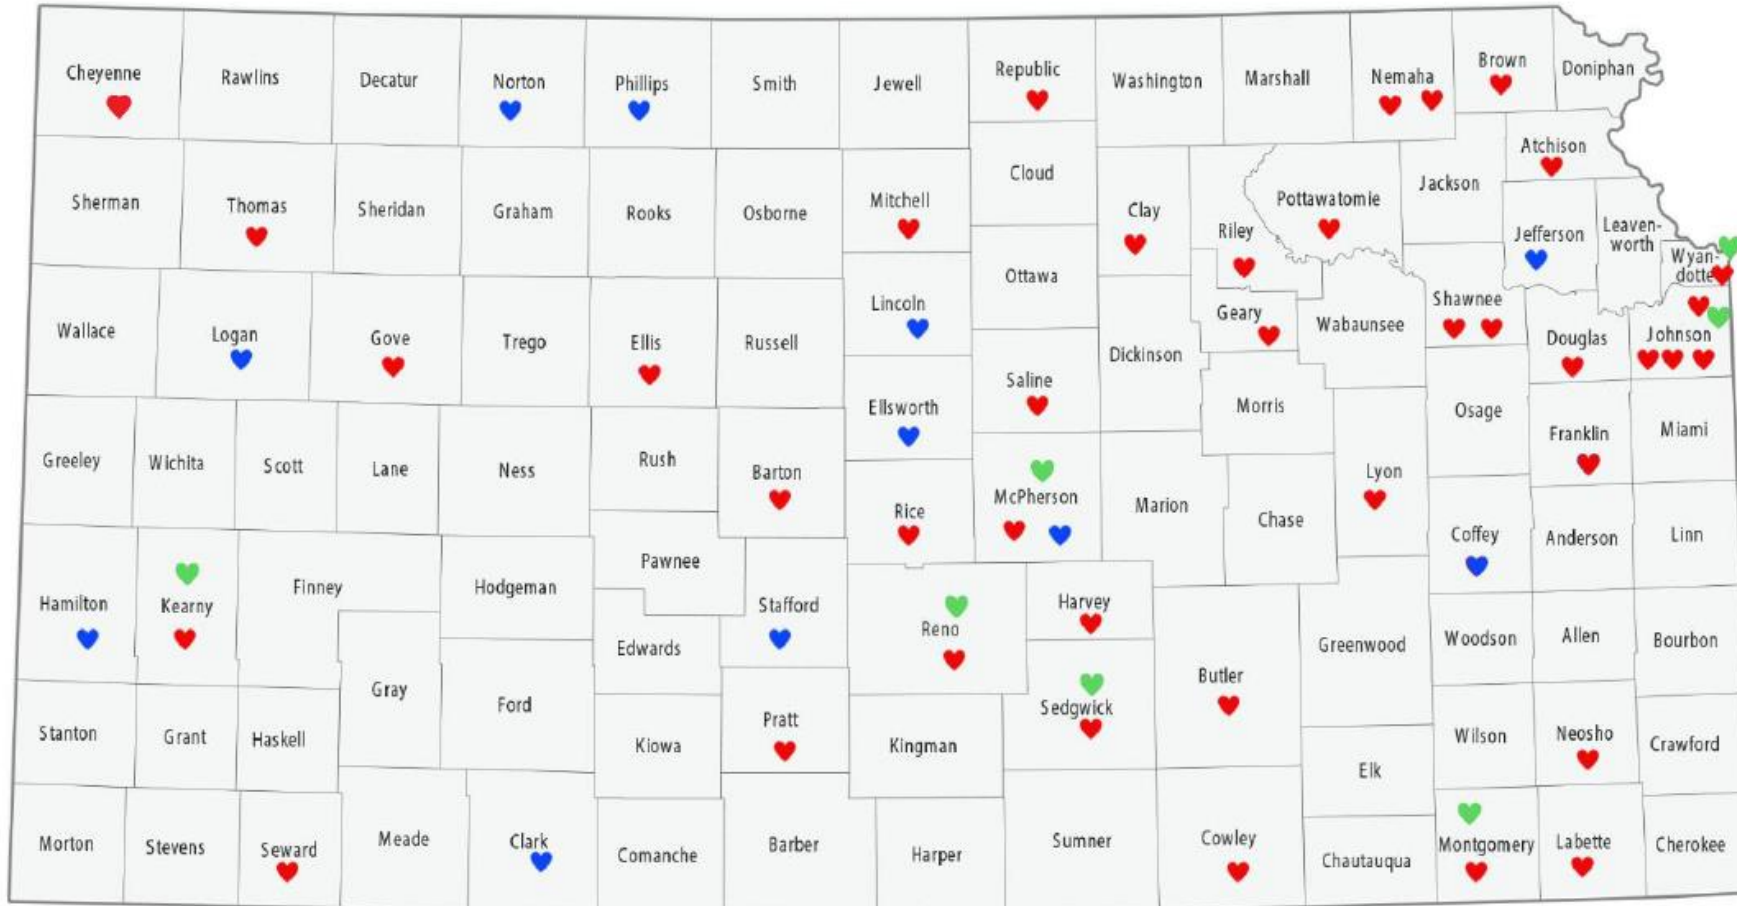 Cheyenne
Rawlins
Decatur
Norton
Phillips
Smith
Jewell
Republic
Washington
Marshall
Nemaha
Brown
Doniphan
Sherman
Thomas
Sheridan
Graham
Rooks
Osborne
Mitchell
Cloud
Clay
Riley
Pottawatomie
Jackson
Atchison
Jefferson
Leaven-
worth
Wyan-
dotte
Wallace
Logan
Gove
Trego
Ellis
Russell
Lincoln
Ottawa
Saline
Dickinson
Geary
Wabaunsee
Shawnee
Douglas
Johnson
Greeley
Wichita
Scott
Lane
Ness
Rush
Barton
Ellsworth
Rice
McPherson
Marion
Morris
Chase
Lyon
Osage
Franklin
Miami
Coffey
Anderson
Linn
Hamilton
Kearny
Finney
Hodgeman
Pawnee
Stafford
Edwards
Reno
Harvey
Sedgwick
Butler
Greenwood
Woodson
Allen
Bourbon
Stanton
Grant
Haskell
Gray
Ford
Kiowa
Pratt
Kingman
Elk
Wilson
Neosho
Crawford
Morton
Stevens
Seward
Meade
Clark
Comanche
Barber
Harper
Sumner
Cowley
Chautauqua
Montgomery
Labette
Cherokee